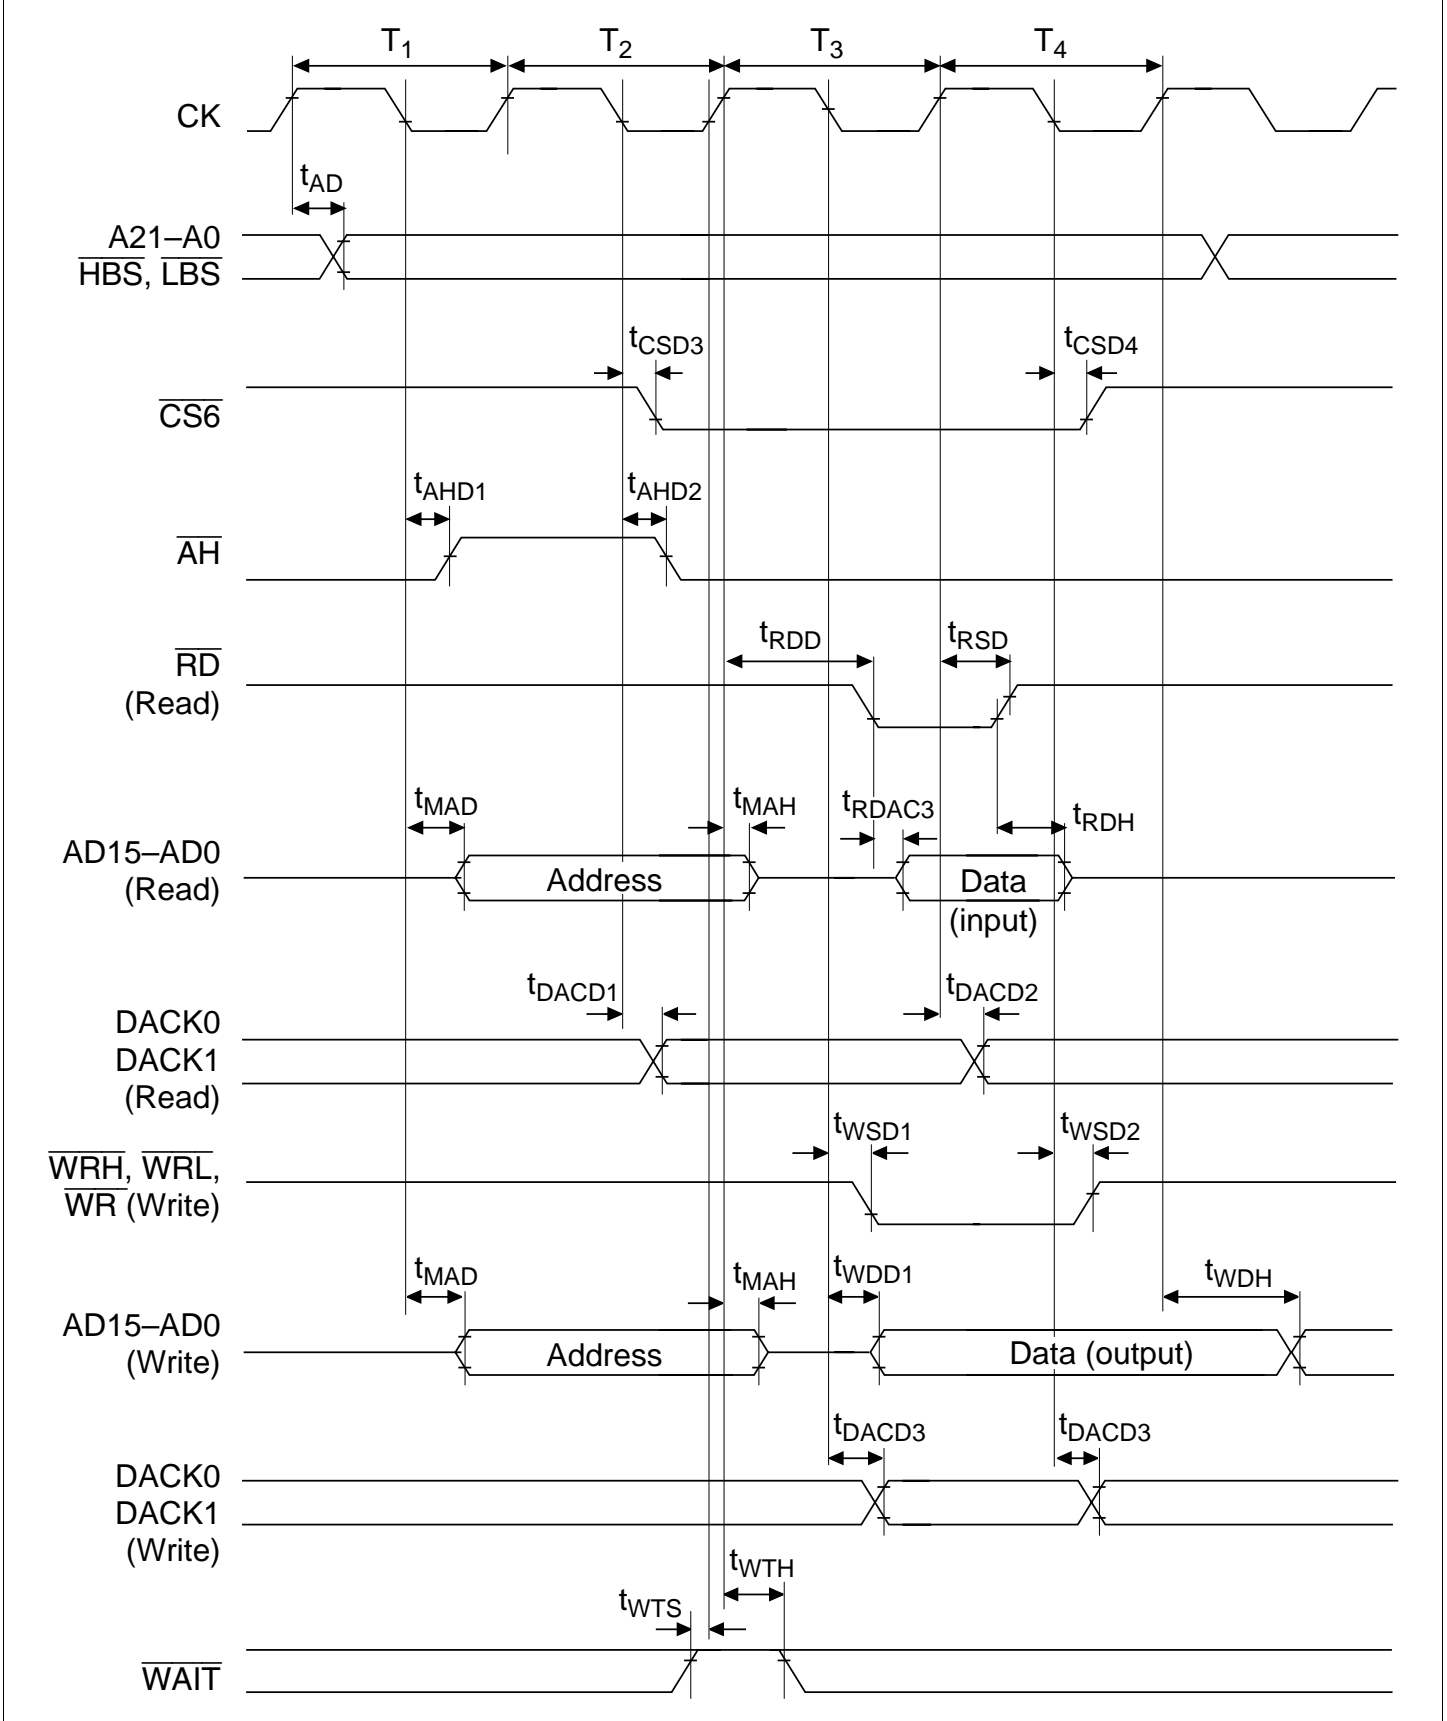 T1 T2 T3 T4
CK
tAD
A21–A0
HBS, LBS
tCSD3 tCSD4
CS6
tAHD1 tAHD2
AH
tRDD tRSD
RD
(Read)
tMAD tMAH tRDAC3 tRDH
AD15–AD0
(Read)
Address Data
(input)
tDACD1 tDACD2
DACK0
DACK1
(Read)
tWSD1 tWSD2
WRH, WRL,
WR (Write)
tMAD tMAH tWDD1 tWDH
AD15–AD0
(Write)
Address Data (output)
tDACD3 tDACD3
DACK0
DACK1
(Write)
tWTH
tWTS
WAIT